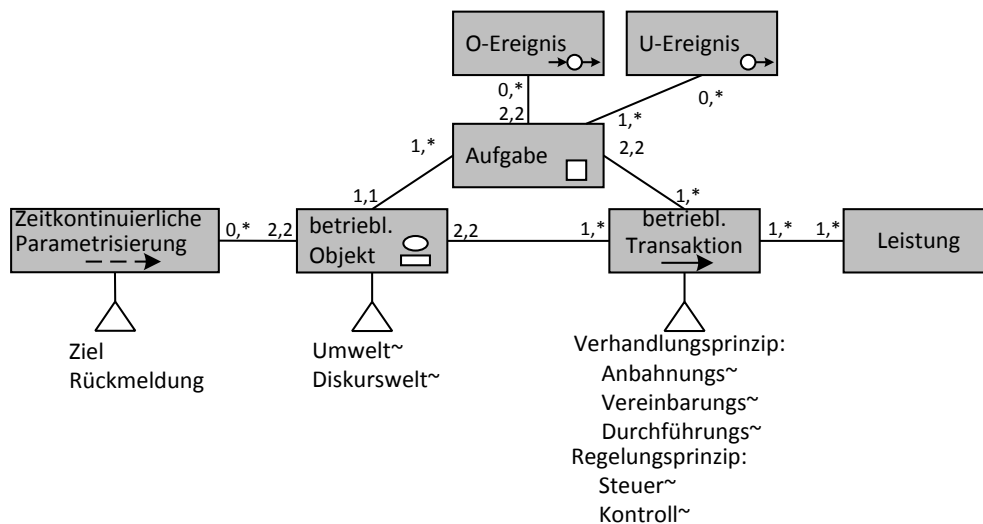 O-Ereignis
U-Ereignis
0,*
0,*
2,2
1,*
Aufgabe
1,*
2,2
1,1
1,*
Zeitkontinuierliche
Parametrisierung
0,*
2,2
betriebl.
Objekt
2,2
1,*
betriebl.
Transaktion
1,*
1,*
Leistung
Ziel
Rückmeldung
Umwelt~
Diskurswelt~
Verhandlungsprinzip:
Anbahnungs~
Vereinbarungs~
Durchführungs~
Regelungsprinzip:
Steuer~
Kontroll~